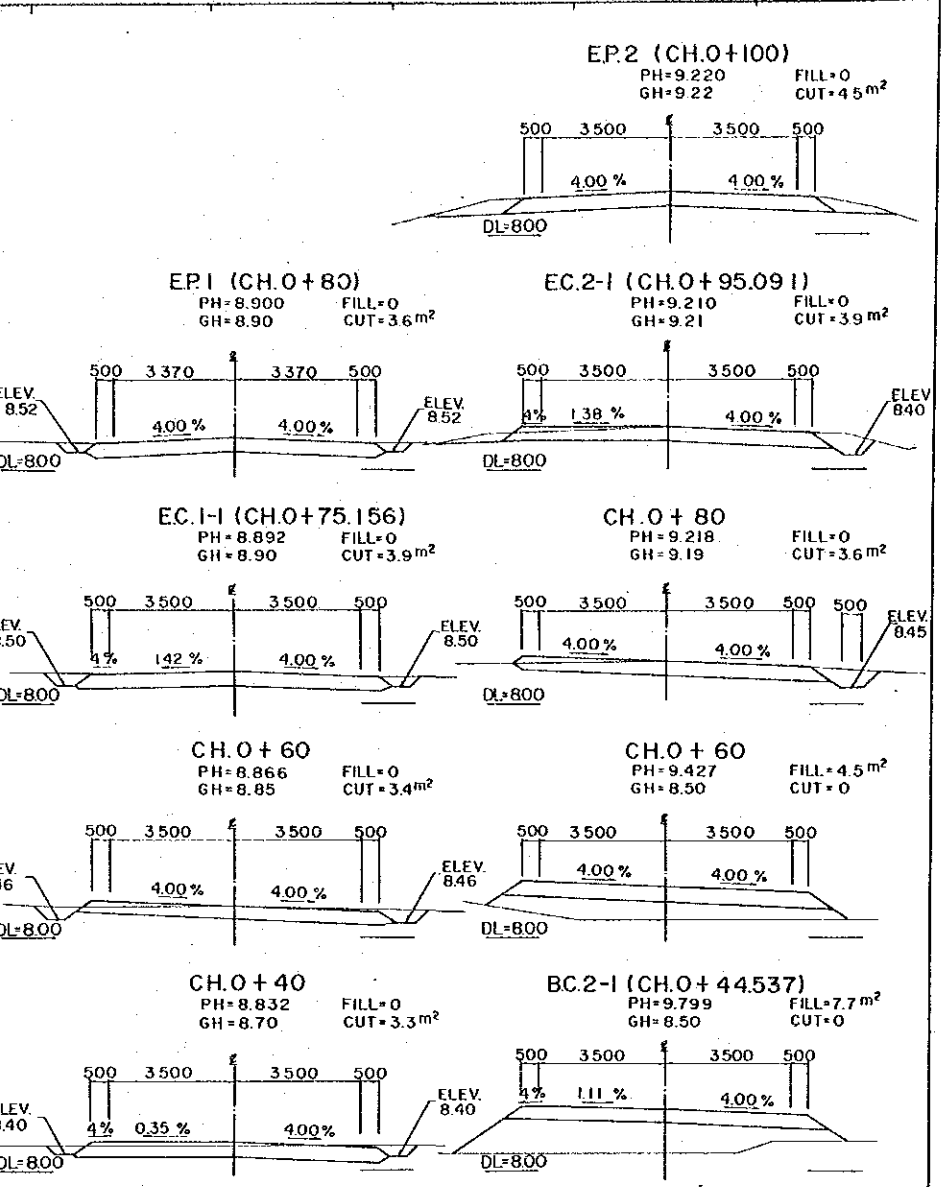 E.P.2 (CH.0+100)
PH=9.220 FILL=0
GH=9.22 CUT=4.5 m²
500 3500 3500 500
4.00 % 4.00 %
DL=8.00
E.P.1 (CH.0+80)
PH=8.900 FILL=0
GH=8.90 CUT=3.6 m²
500 3370 3370 500
ELEV. 8.52
4.00 % 4.00 %
ELEV. 8.52
DL=8.00
E.C.2-1 (CH.0+95.091)
PH=9.210 FILL=0
GH=9.21 CUT=3.9 m²
500 3500 3500 500
4% 1.38 % 4.00 %
ELEV. 8.40
DL=8.00
E.C.1-1 (CH.0+75.156)
PH=8.892 FILL=0
GH=8.90 CUT=3.9 m²
500 3500 3500 500
4% 1.42 % 4.00 %
ELEV. 8.50
DL=8.00
CH.0+80
PH=9.218 FILL=0
GH=9.19 CUT=3.6 m²
500 3500 3500 500 500
4.00 % 4.00 %
ELEV. 8.45
DL=8.00
CH.0+60
PH=8.866 FILL=0
GH=8.85 CUT=3.4 m²
500 3500 3500 500
4.00 % 4.00 %
ELEV. 8.46
DL=8.00
CH.0+60
PH=9.427 FILL=4.5 m²
GH=8.50 CUT=0
500 3500 3500 500
4.00 % 4.00 %
DL=8.00
CH.0+40
PH=8.832 FILL=0
GH=8.70 CUT=3.3 m²
500 3500 3500 500
4% 0.35 % 4.00 %
ELEV. 8.40
DL=8.00
B.C.2-1 (CH.0+44.537)
PH=9.799 FILL=7.7 m²
GH=8.50 CUT=0
500 3500 3500 500
4% 1.11 % 4.00 %
DL=8.00